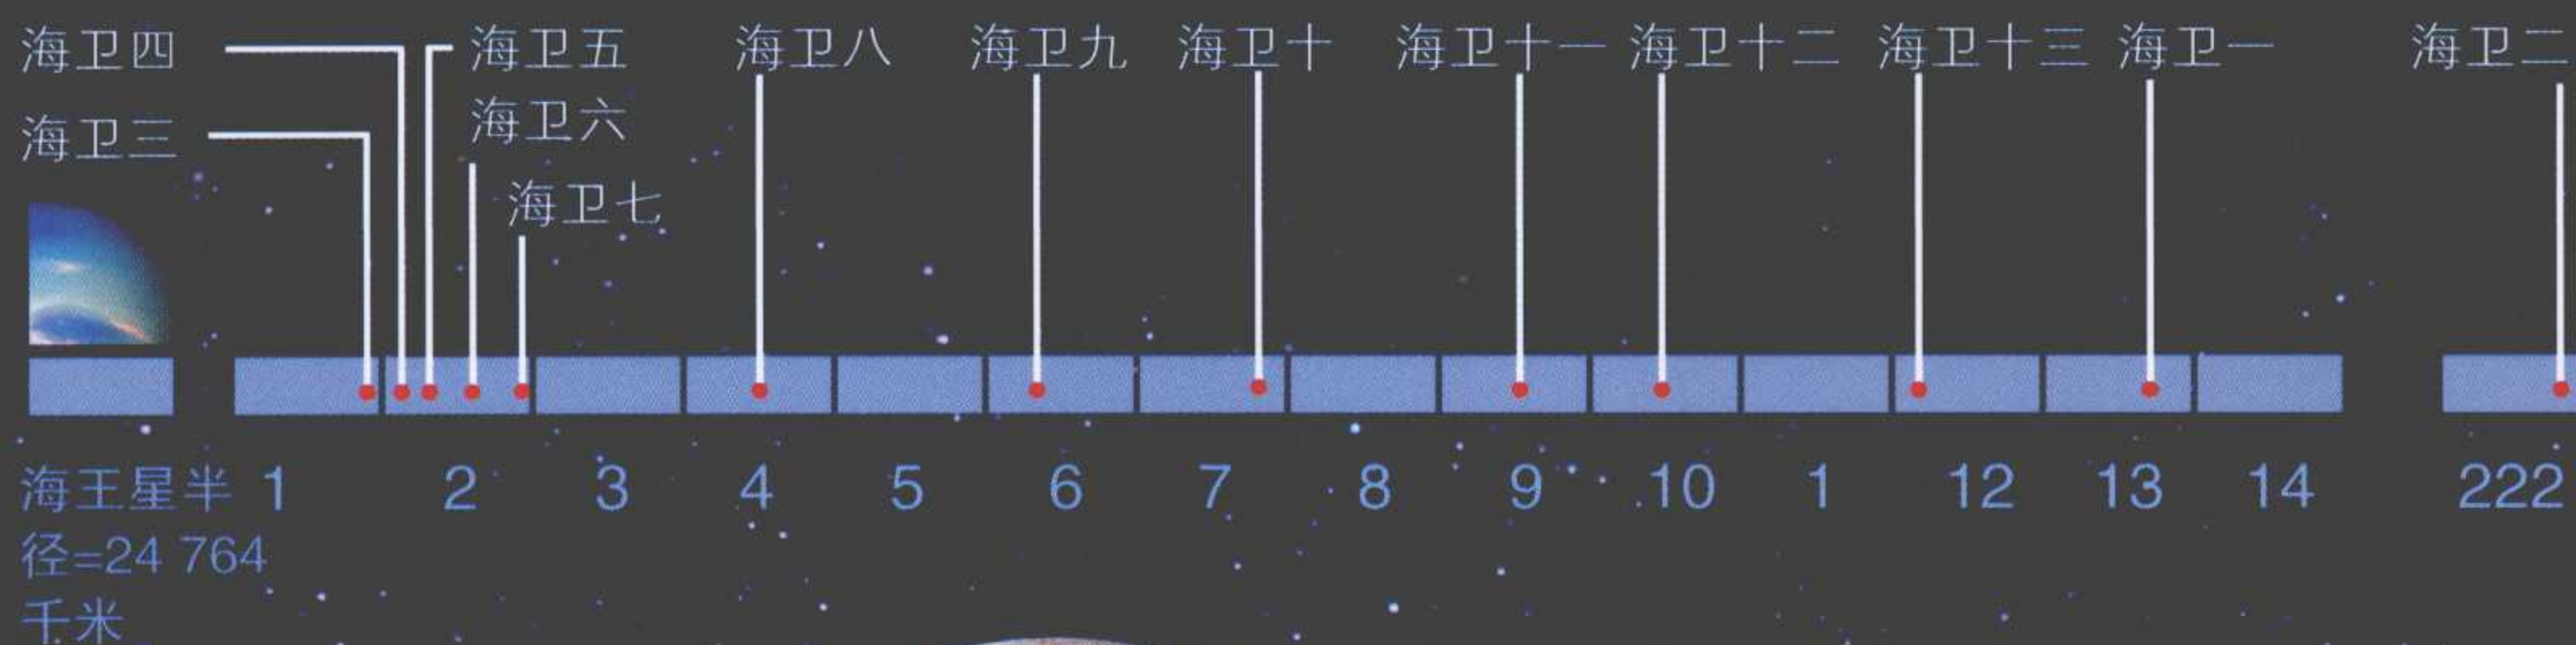 海卫四
海卫五
海卫八
海卫九
海卫十
海卫十一
海卫十二
海卫十三
海卫一
海卫二
海卫三
海卫六
海卫七
海王星半
径=24 764
千米
1 2 3 4 5 6 7 8 9 10 1 12 13 14 222